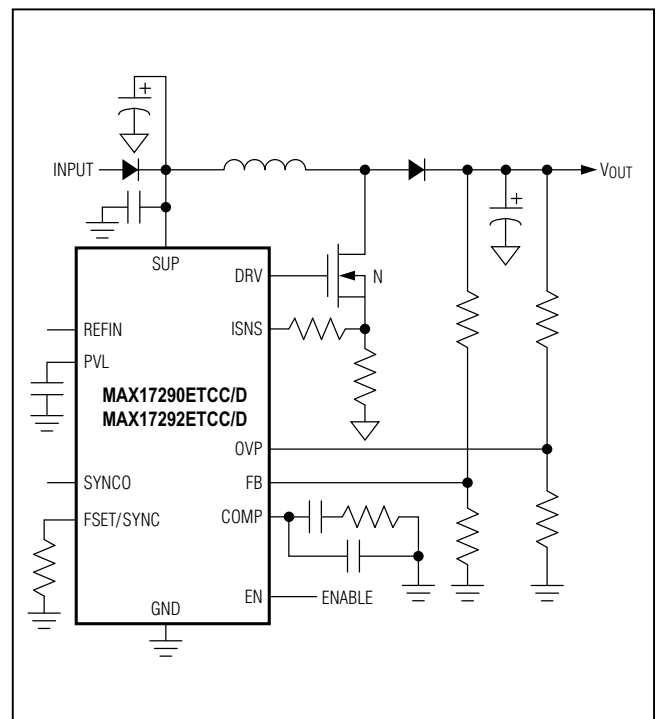 +
INPUT
VOUT
+
SUP
DRV
N
REFIN
ISNS
PVL
MAX17290ETCC/D
MAX17292ETCC/D
OVP
SYNCO
FB
FSET/SYNC
COMP
EN
ENABLE
GND